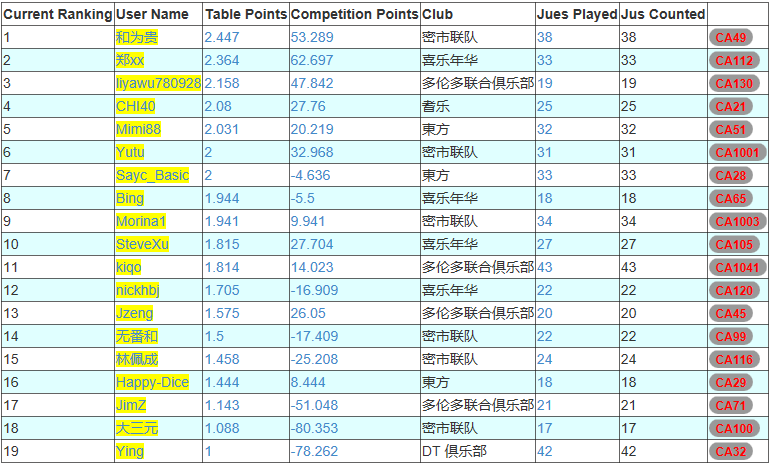 Current Ranking User Name Table Points Competition Points Club Jues Played Jus Counted
1 和为贵 2.447 53.289 密市联队 38 38 CA49
2 郑xx 2.364 62.697 喜乐年华 33 33 CA112
3 liyawu780928 2.158 47.842 多伦多联合俱乐部 19 19 CA130
4 CHI40 2.08 27.76 耆乐 25 25 CA21
5 Mimi88 2.031 20.219 東方 32 32 CA51
6 Yutu 2 32.968 密市联队 31 31 CA1001
7 Sayc_Basic 2 -4.636 東方 33 33 CA28
8 Bing 1.944 -5.5 喜乐年华 18 18 CA65
9 Morina1 1.941 9.941 密市联队 34 34 CA1003
10 SteveXu 1.815 27.704 喜乐年华 27 27 CA105
11 kiqo 1.814 14.023 多伦多联合俱乐部 43 43 CA1041
12 nickhbj 1.705 -16.909 喜乐年华 22 22 CA120
13 Jzeng 1.575 26.05 多伦多联合俱乐部 20 20 CA45
14 无番和 1.5 -17.409 密市联队 22 22 CA99
15 林佩成 1.458 -25.208 密市联队 24 24 CA116
16 Happy-Dice 1.444 8.444 東方 18 18 CA29
17 JimZ 1.143 -51.048 多伦多联合俱乐部 21 21 CA71
18 大三元 1.088 -80.353 密市联队 17 17 CA100
19 Ying 1 -78.262 DT 俱乐部 42 42 CA32